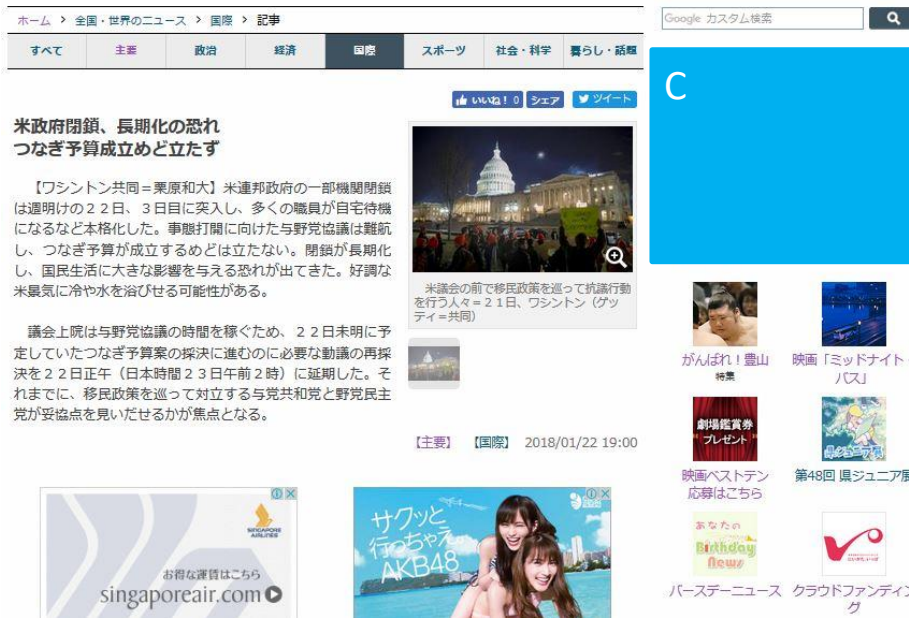 ホーム > 全国・世界のニュース > 国際 > 記事
Google カスタム検索
すべて 主要 政治 経済 国際 スポーツ 社会・科学 暮らし・話題
いいね! 0 シェア ツイート
C
米政府閉鎖、長期化の恐れ
つなぎ予算成立めど立たず
【ワシントン共同=栗原和大】米連邦政府の一部機関閉鎖
は週明けの22日、3日目に突入し、多くの職員が自宅待機
になるなど本格化した。事態打開に向けた与野党協議は難航
し、つなぎ予算が成立するめどは立たない。閉鎖が長期化
し、国民生活に大きな影響を与える恐れが出てきた。好調な
米景気に冷や水を浴びせる可能性がある。
議会上院は与野党協議の時間を稼ぐため、22日未明に予
定していたつなぎ予算案の採決に進むのに必要な動議の再採
決を22日正午(日本時間23日午前2時)に延期した。そ
れまでに、移民政策を巡って対立する与党共和党と野党民主
党が妥協点を見いだせるかが焦点となる。
米議会の前で移民政策を巡って抗議行動
を行う人々=21日、ワシントン(ゲッ
ティ=共同)
【主要】 【国際】 2018/01/22 19:00
がんばれ!豊山
特集
映画「ミッドナイト・
バス」
劇場鑑賞券
プレゼント
映画ベストテン
応募はこちら
県ジュニア展
第48回 県ジュニア展
あなたの
Birthday
News
バースデーニュース
クラウドファンディン
グ
SINGAPORE
AIRLINES
お得な運賃はこちら
singaporeair.com
サクッと
行っちゃえ
AKB48